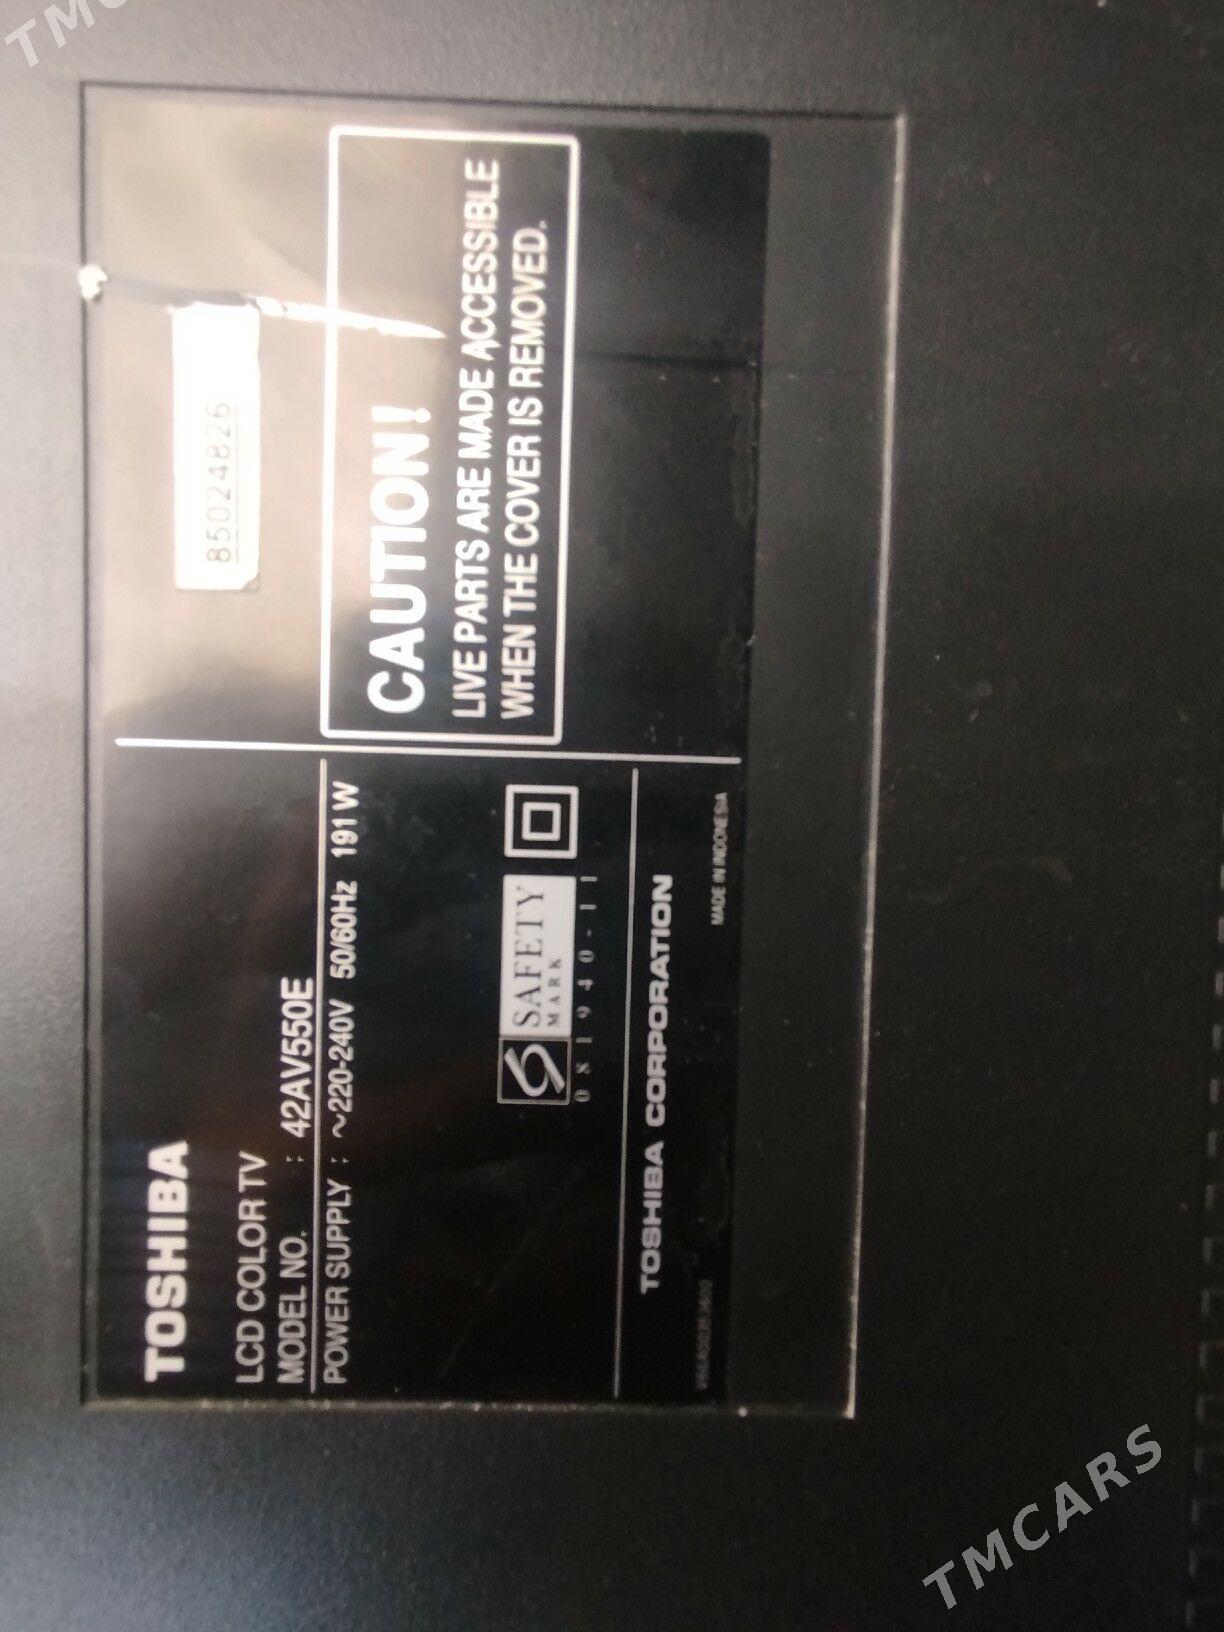 TOSHIBA
LCD COLOR TV
MODEL NO. : 42AV550E
POWER SUPPLY : ~220-240V 50/60Hz 191W
SAFETY
MARK
081940-11
TOSHIBA CORPORATION
MADE IN INDONESIA
85024826
CAUTION!
LIVE PARTS ARE MADE ACCESSIBLE
WHEN THE COVER IS REMOVED.
TMCARS